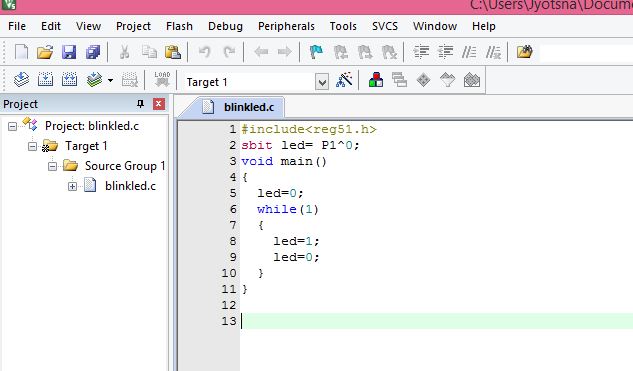 C:\Users\Jyotsna\Docume
File Edit View Project Flash Debug Peripherals Tools SVCS Window Help
LOAD Target 1
Project
Project: blinkled.c
Target 1
Source Group 1
blinkled.c
blinkled.c
1 #include<reg51.h>
2 sbit led= P1^0;
3 void main()
4 {
5 led=0;
6 while(1)
7 {
8 led=1;
9 led=0;
10 }
11 }
12
13